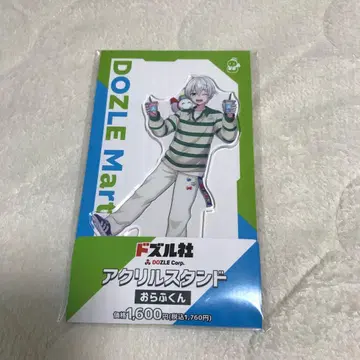 DOZLE Mart
ドズル社
DOZLE Corp.
アクリルスタンド
おらふくん
価格1,600円(税込1,760円)